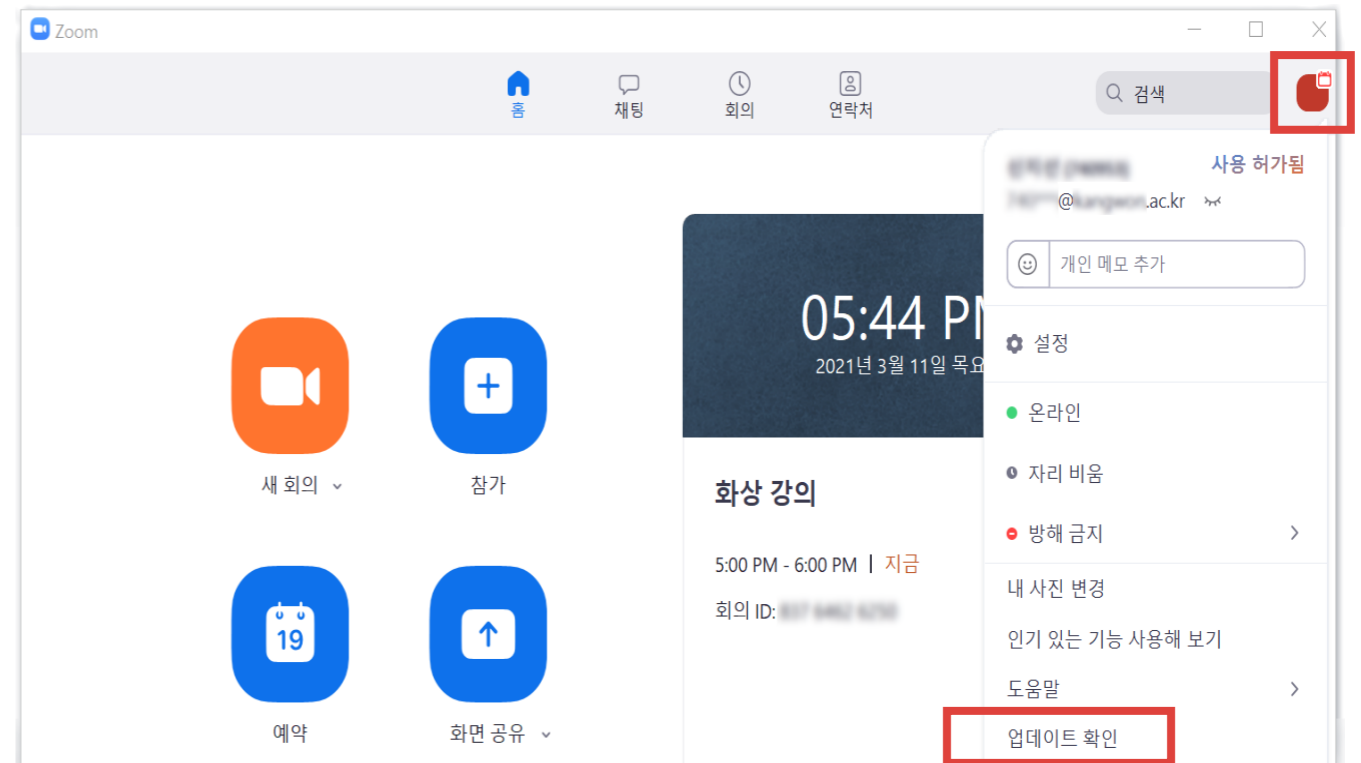 Zoom
홈
채팅
회의
연락처
검색
사용 허가됨
@ .ac.kr
개인 메모 추가
05:44 P
2021년 3월 11일 목요
설정
온라인
자리 비움
방해 금지
새 회의
참가
화상 강의
5:00 PM - 6:00 PM | 지금
회의 ID:
내 사진 변경
인기 있는 기능 사용해 보기
도움말
업데이트 확인
19
예약
화면 공유